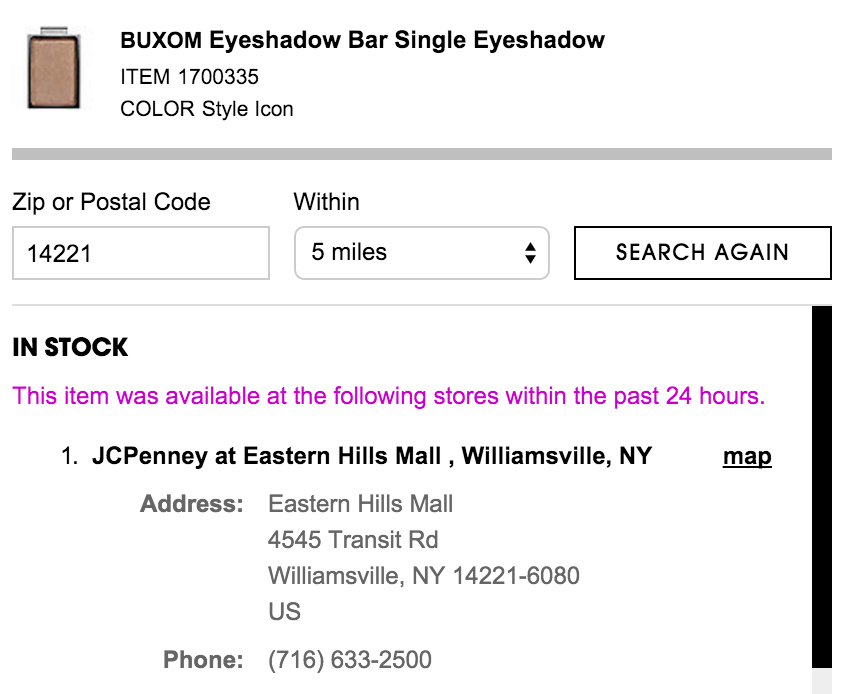 BUXOM Eyeshadow Bar Single Eyeshadow
ITEM 1700335
COLOR Style Icon
Zip or Postal Code
Within
14221
5 miles
SEARCH AGAIN
IN STOCK
This item was available at the following stores within the past 24 hours.
1. JCPenney at Eastern Hills Mall , Williamsville, NY map
Address: Eastern Hills Mall
4545 Transit Rd
Williamsville, NY 14221-6080
US
Phone: (716) 633-2500